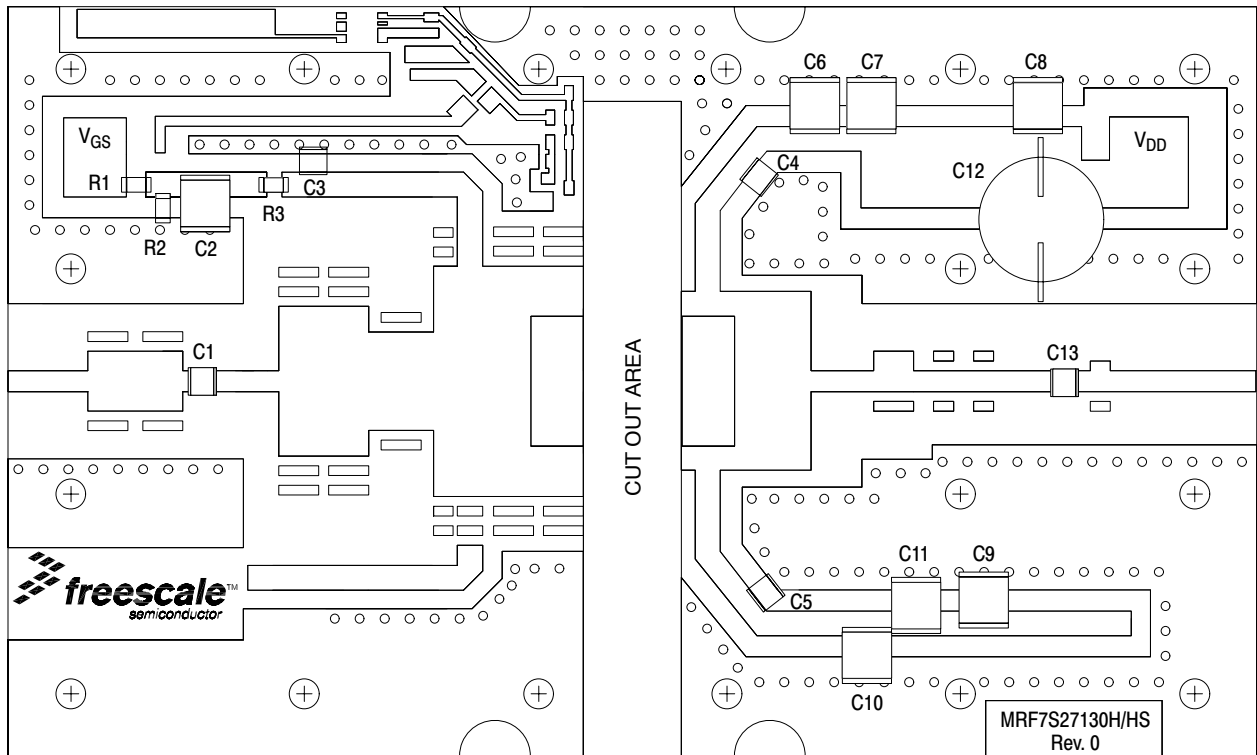 C6
C7
C8
VGS
C4
C12
VDD
R1
C3
R3
R2
C2
C1
C13
CUT OUT AREA
freescale™
semiconductor
C11
C9
C5
C10
MRF7S27130H/HS
Rev. 0